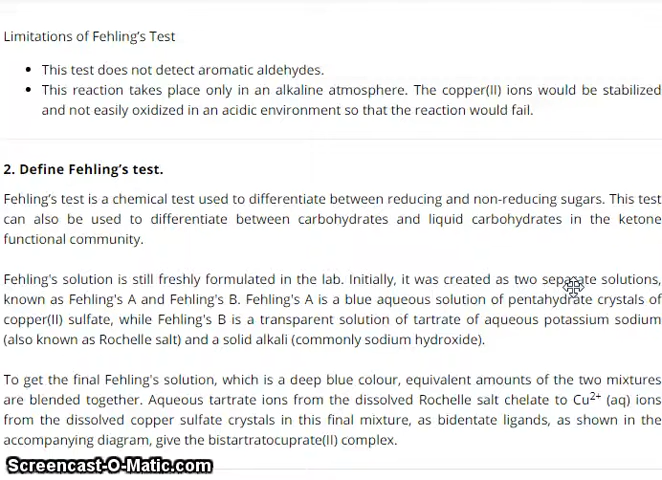 Limitations of Fehling's Test
• This test does not detect aromatic aldehydes.
• This reaction takes place only in an alkaline atmosphere. The copper(II) ions would be stabilized
and not easily oxidized in an acidic environment so that the reaction would fail.
2. Define Fehling's test.
Fehling's test is a chemical test used to differentiate between reducing and non-reducing sugars. This test
can also be used to differentiate between carbohydrates and liquid carbohydrates in the ketone
functional community.
Fehling's solution is still freshly formulated in the lab. Initially, it was created as two separate solutions,
known as Fehling's A and Fehling's B. Fehling's A is a blue aqueous solution of pentahydrate crystals of
copper(II) sulfate, while Fehling's B is a transparent solution of tartrate of aqueous potassium sodium
(also known as Rochelle salt) and a solid alkali (commonly sodium hydroxide).
To get the final Fehling's solution, which is a deep blue colour, equivalent amounts of the two mixtures
are blended together. Aqueous tartrate ions from the dissolved Rochelle salt chelate to Cu²⁺ (aq) ions
from the dissolved copper sulfate crystals in this final mixture, as bidentate ligands, as shown in the
accompanying diagram, give the bistartratocuprate(II) complex.
Screencast-O-Matic.com